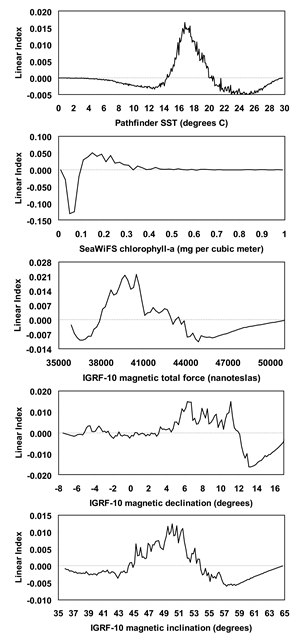 0.020
0.015
0.010
0.005
0.000
-0.005
Linear Index
0 2 4 6 8 10 12 14 16 18 20 22 24 26 28 30
Pathfinder SST (degrees C)
0.100
0.050
0.000
-0.050
-0.100
-0.150
Linear Index
0 0.1 0.2 0.3 0.4 0.5 0.6 0.7 0.8 0.9 1
SeaWiFS chlorophyll-a (mg per cubic meter)
0.028
0.021
0.014
0.007
0.000
-0.007
-0.014
Linear Index
35000 38000 41000 44000 47000 50000
IGRF-10 magnetic total force (nanoteslas)
0.020
0.010
0.000
-0.010
-0.020
Linear Index
-8 -6 -4 -2 0 2 4 6 8 10 12 14 16
IGRF-10 magnetic declination (degrees)
0.015
0.010
0.005
0.000
-0.005
-0.010
Linear Index
35 37 39 41 43 45 47 49 51 53 55 57 59 61 63 65
IGRF-10 magnetic inclination (degrees)